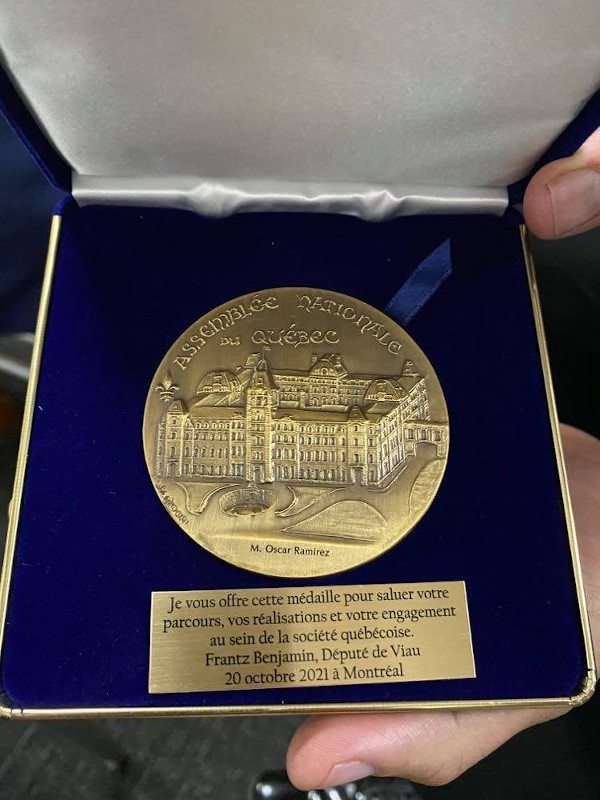 ASSEMBLÉE NATIONALE
DU QUÉBEC
M. Oscar Ramirez
Je vous offre cette médaille pour saluer votre
parcours, vos réalisations et votre engagement
au sein de la société québécoise.
Frantz Benjamin, Député de Viau
20 octobre 2021 à Montréal